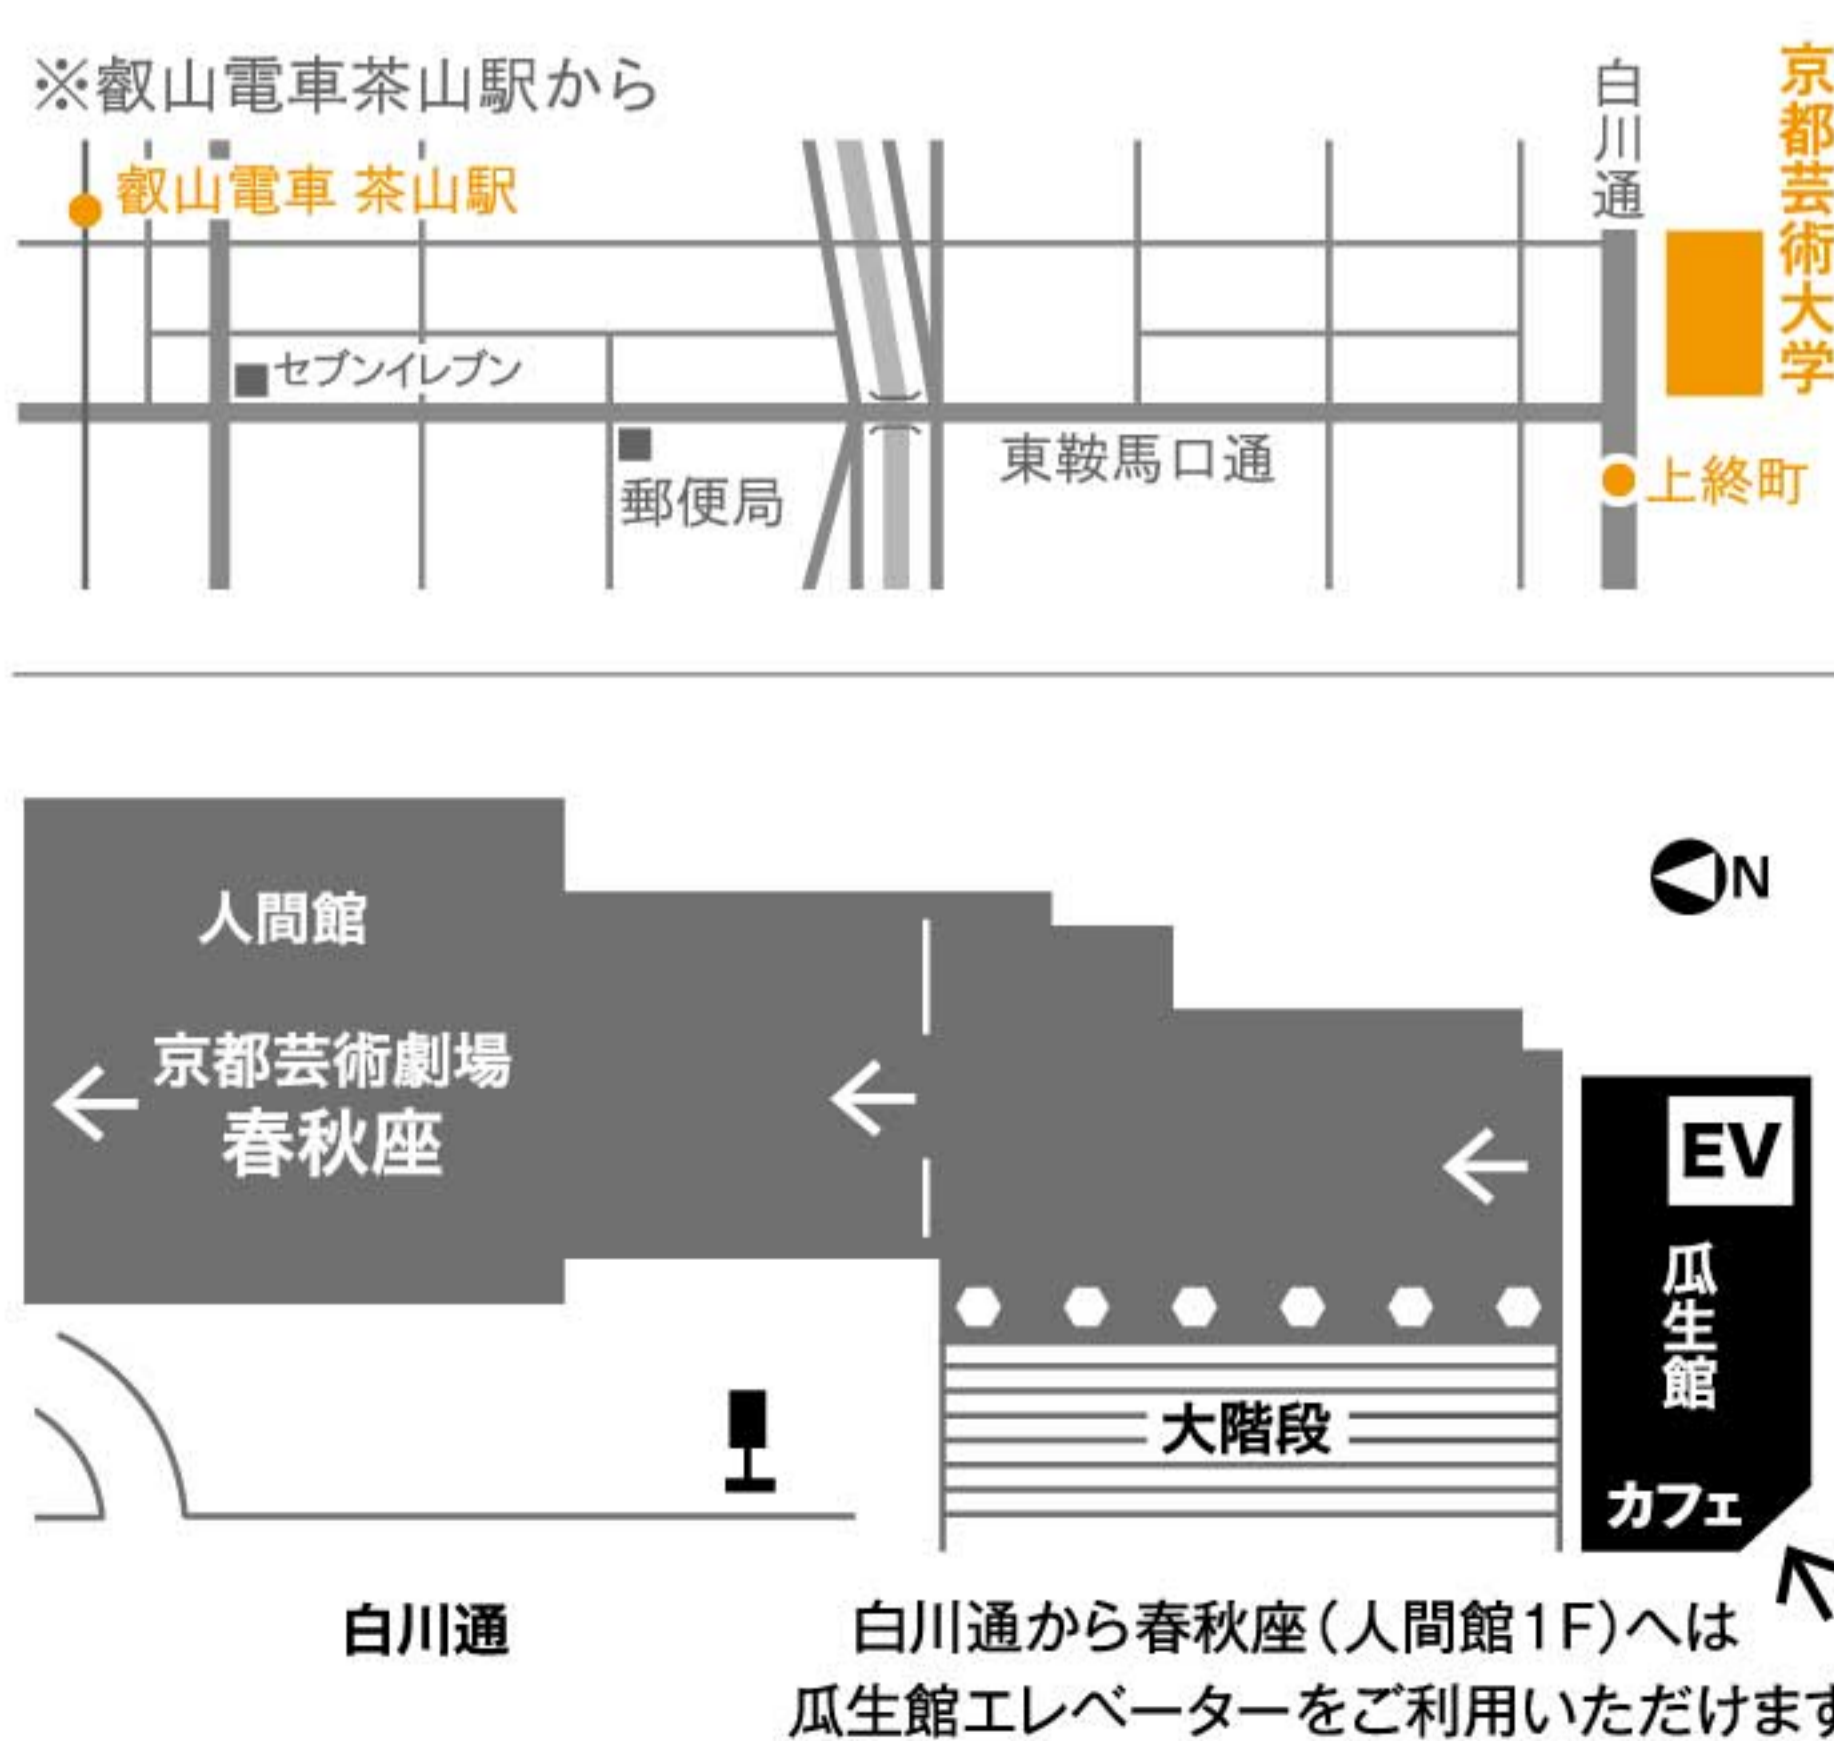 ※叡山電車茶山駅から
叡山電車 茶山駅
白川通
京都芸術大学
セブンイレブン
郵便局
東鞍馬口通
上終町
人間館
N
京都芸術劇場
春秋座
EV
瓜生館
大階段
カフェ
白川通
白川通から春秋座(人間館1F)へは
瓜生館エレベーターをご利用いただけます